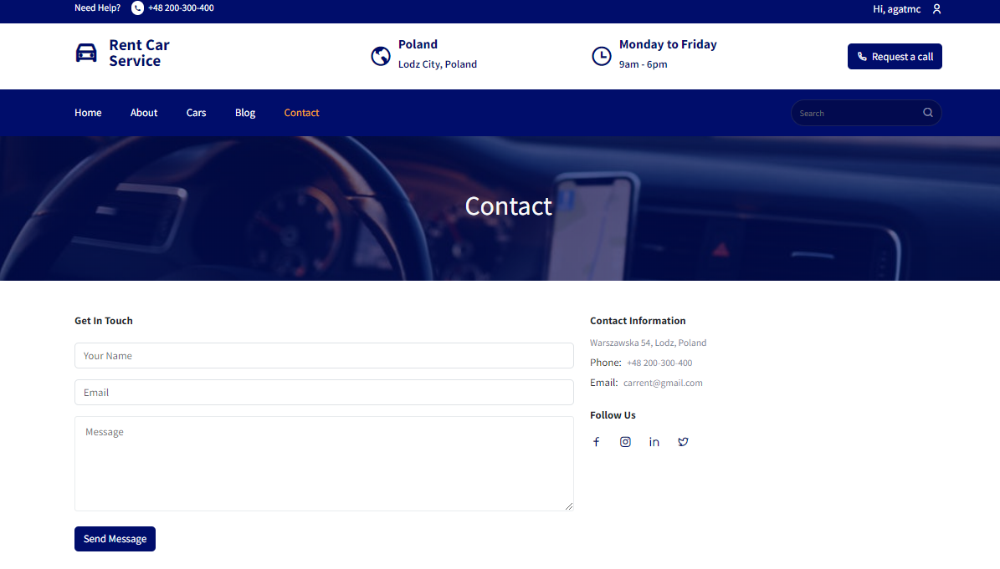 Need Help? +48 200-300-400 Hi, agatmc
Rent Car
Service
Poland
Lodz City, Poland
Monday to Friday
9am - 6pm
Request a call
Home About Cars Blog Contact Search
Contact
Get In Touch
Your Name
Email
Message
Send Message
Contact Information
Warszawska 54, Lodz, Poland
Phone: +48 200-300-400
Email: carrent@gmail.com
Follow Us